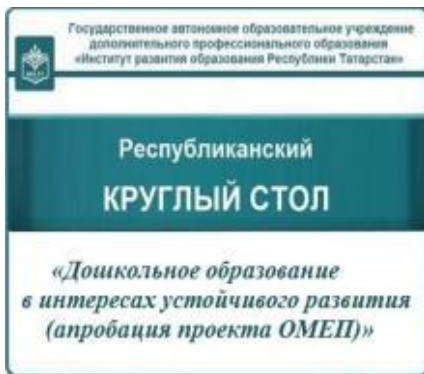 Государственное автономное образовательное учреждение
дополнительного профессионального образования
«Институт развития образования Республики Татарстан»
Республиканский
КРУГЛЫЙ СТОЛ
«Дошкольное образование
в интересах устойчивого развития
(апробация проекта ОМЕП)»